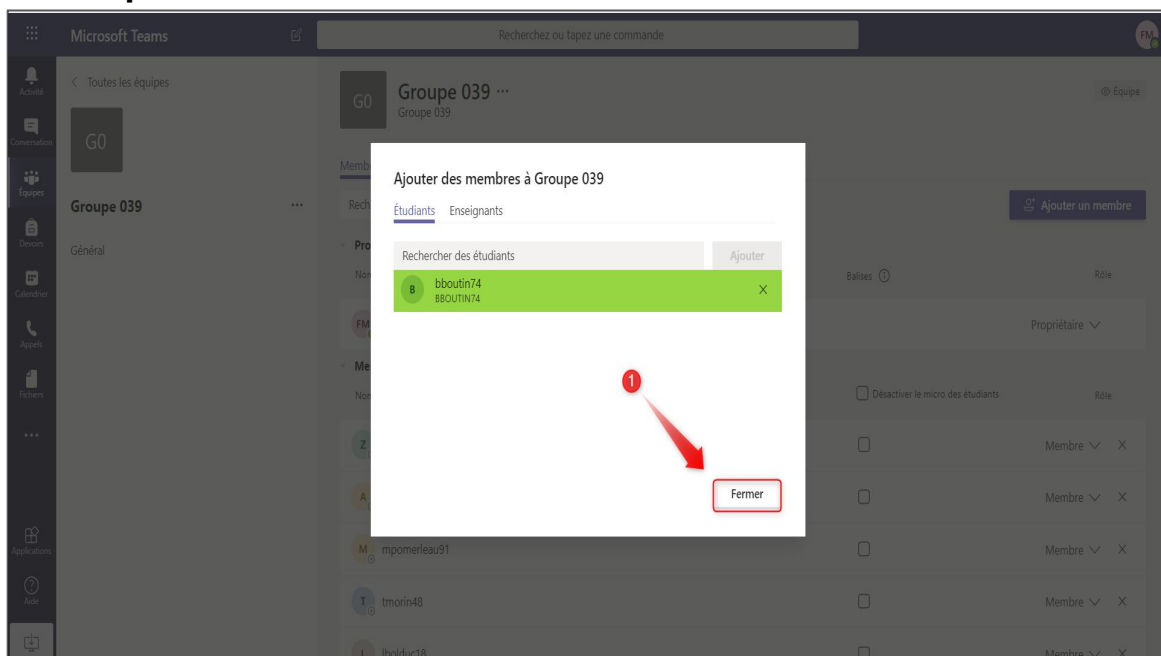 Microsoft Teams
Recherchez ou tapez une commande
FM
Activité
Conversation
Équipes
Devoirs
Calendrier
Appels
Fichiers
Applications
Aide
Toutes les équipes
G0
Groupe 039
Général
G0
Groupe 039
Groupe 039
Équipe
Ajouter un membre
Balises
Rôle
FM
Propriétaire
Désactiver le micro des étudiants
Rôle
Z
Membre X
A
Membre X
M mpomerleau91
Membre X
T tmorin48
Membre X
lbolduc18
Membre X
Ajouter des membres à Groupe 039
Étudiants Enseignants
Rechercher des étudiants
Ajouter
B bboutin74
BBOUTIN74
X
1
Fermer